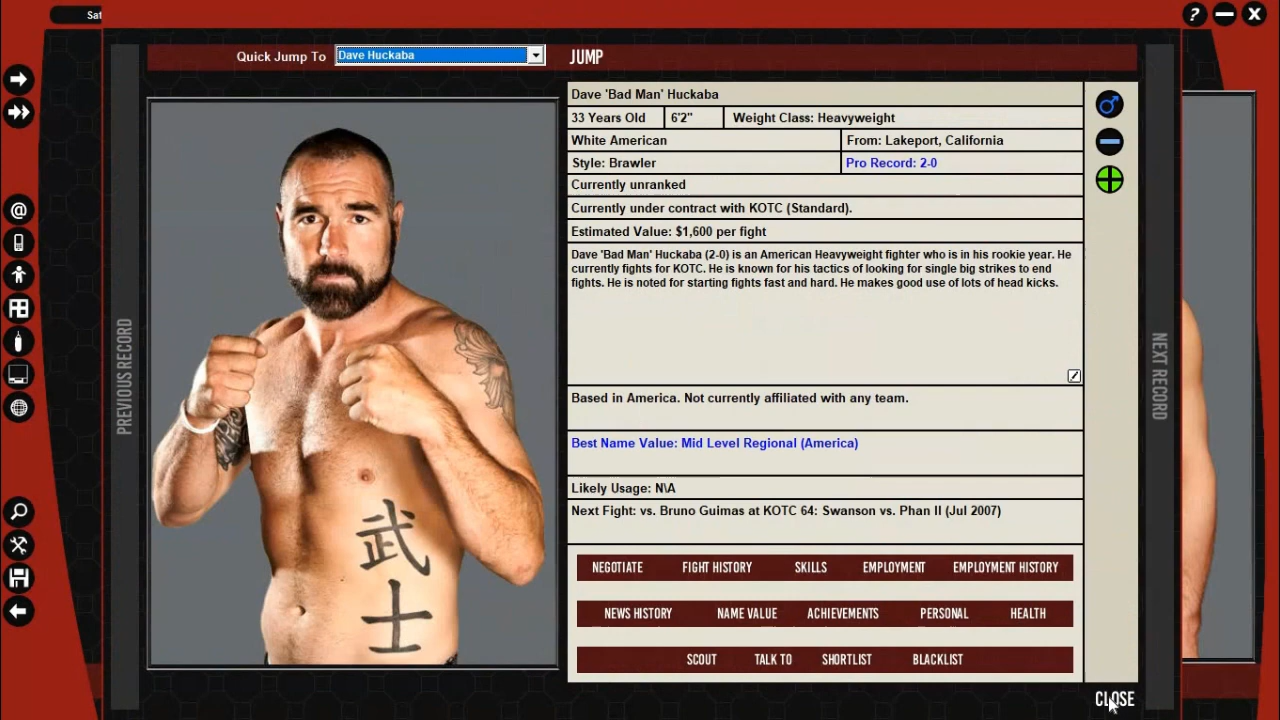 Sat
?
X
Quick Jump To
Dave Huckaba
JUMP
Dave 'Bad Man' Huckaba
33 Years Old
6'2"
Weight Class: Heavyweight
White American
From: Lakeport, California
Style: Brawler
Pro Record: 2-0
Currently unranked
Currently under contract with KOTC (Standard).
Estimated Value: $1,600 per fight
Dave 'Bad Man' Huckaba (2-0) is an American Heavyweight fighter who is in his rookie year. He
currently fights for KOTC. He is known for his tactics of looking for single big strikes to end
fights. He is noted for starting fights fast and hard. He makes good use of lots of head kicks.
PREVIOUS RECORD
NEXT RECORD
Based in America. Not currently affiliated with any team.
Best Name Value: Mid Level Regional (America)
Likely Usage: N\A
Next Fight: vs. Bruno Guimas at KOTC 64: Swanson vs. Phan II (Jul 2007)
武
士
NEGOTIATE
FIGHT HISTORY
SKILLS
EMPLOYMENT
EMPLOYMENT HISTORY
NEWS HISTORY
NAME VALUE
ACHIEVEMENTS
PERSONAL
HEALTH
SCOUT
TALK TO
SHORTLIST
BLACKLIST
CLOSE